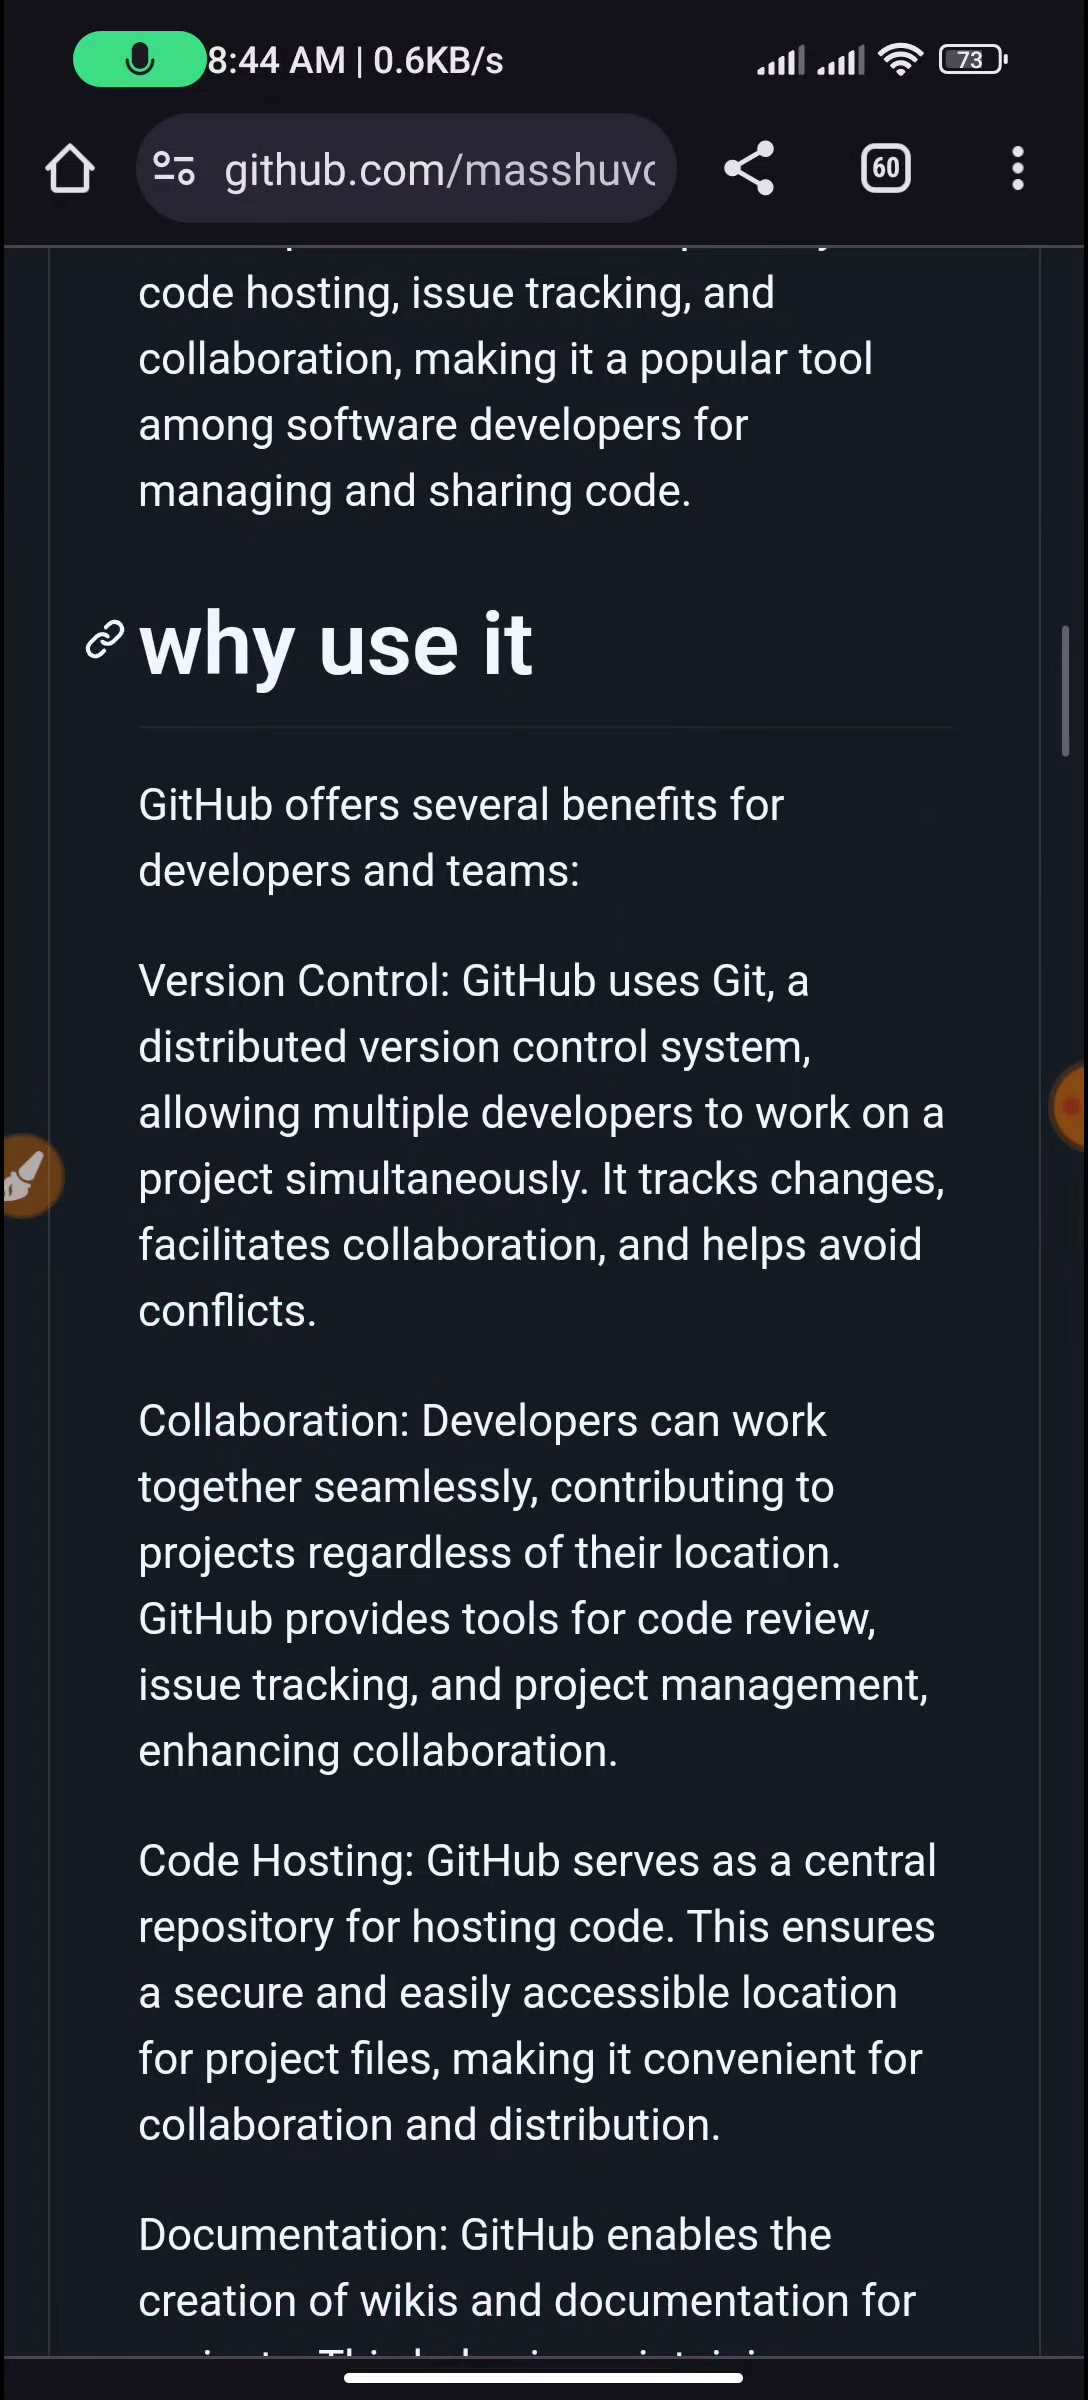 8:44 AM | 0.6KB/s
73
github.com/masshuvo
60
code hosting, issue tracking, and
collaboration, making it a popular tool
among software developers for
managing and sharing code.
why use it
GitHub offers several benefits for
developers and teams:
Version Control: GitHub uses Git, a
distributed version control system,
allowing multiple developers to work on a
project simultaneously. It tracks changes,
facilitates collaboration, and helps avoid
conflicts.
Collaboration: Developers can work
together seamlessly, contributing to
projects regardless of their location.
GitHub provides tools for code review,
issue tracking, and project management,
enhancing collaboration.
Code Hosting: GitHub serves as a central
repository for hosting code. This ensures
a secure and easily accessible location
for project files, making it convenient for
collaboration and distribution.
Documentation: GitHub enables the
creation of wikis and documentation for